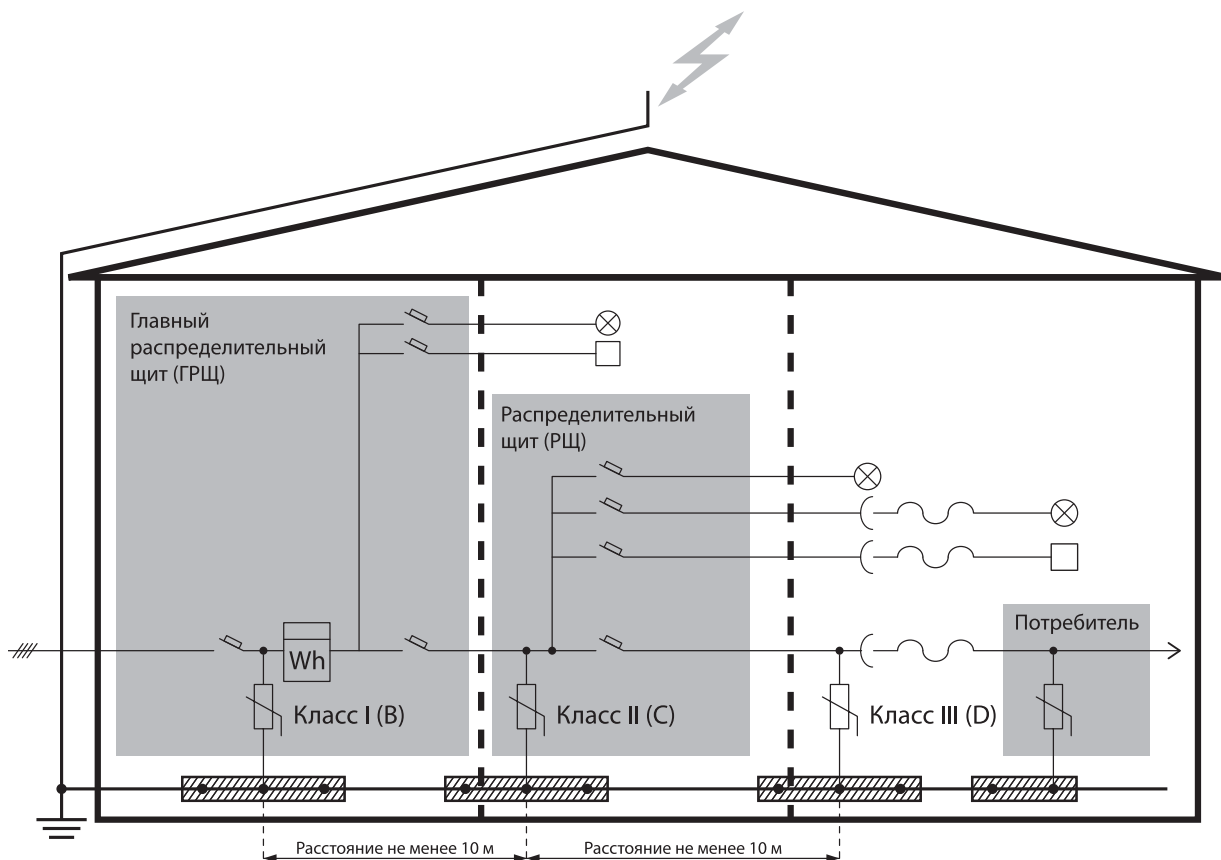 Главный
распределительный
щит (ГРЩ)
Распределительный
щит (РЩ)
Потребитель
Wh
Класс I (B)
Класс II (C)
Класс III (D)
Расстояние не менее 10 м
Расстояние не менее 10 м